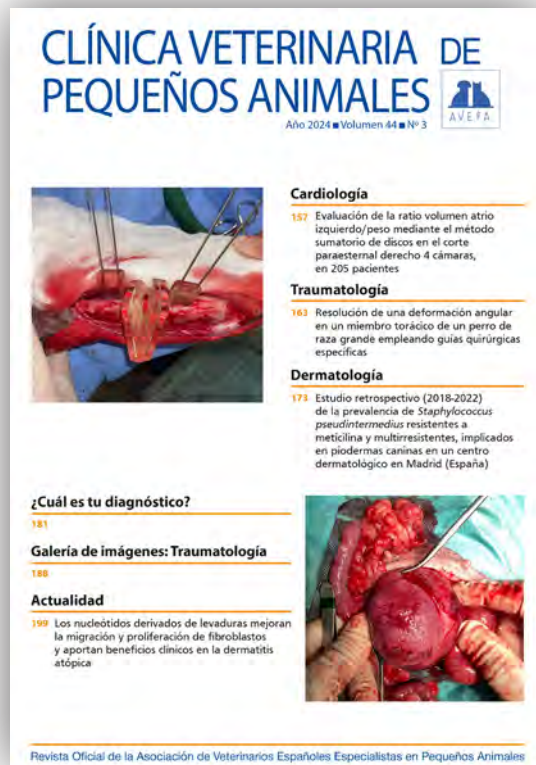 CLÍNICA VETERINARIA DE
PEQUEÑOS ANIMALES
AVEPA
Año 2024 ■ Volumen 44 ■ Nº 3
Cardiología
157 Evaluación de la ratio volumen atrio
izquierdo/peso mediante el método
sumatorio de discos en el corte
paraesternal derecho 4 cámaras,
en 205 pacientes
Traumatología
163 Resolución de una deformación angular
en un miembro torácico de un perro de
raza grande empleando guías quirúrgicas
específicas
Dermatología
173 Estudio retrospectivo (2018-2022)
de la prevalencia de Staphylococcus
pseudintermedius resistentes a
meticilina y multirresistentes, implicados
en piodermas caninas en un centro
dermatológico en Madrid (España)
¿Cuál es tu diagnóstico?
181
Galería de imágenes: Traumatología
188
Actualidad
199 Los nucleótidos derivados de levaduras mejoran
la migración y proliferación de fibroblastos
y aportan beneficios clínicos en la dermatitis
atópica
Revista Oficial de la Asociación de Veterinarios Españoles Especialistas en Pequeños Animales